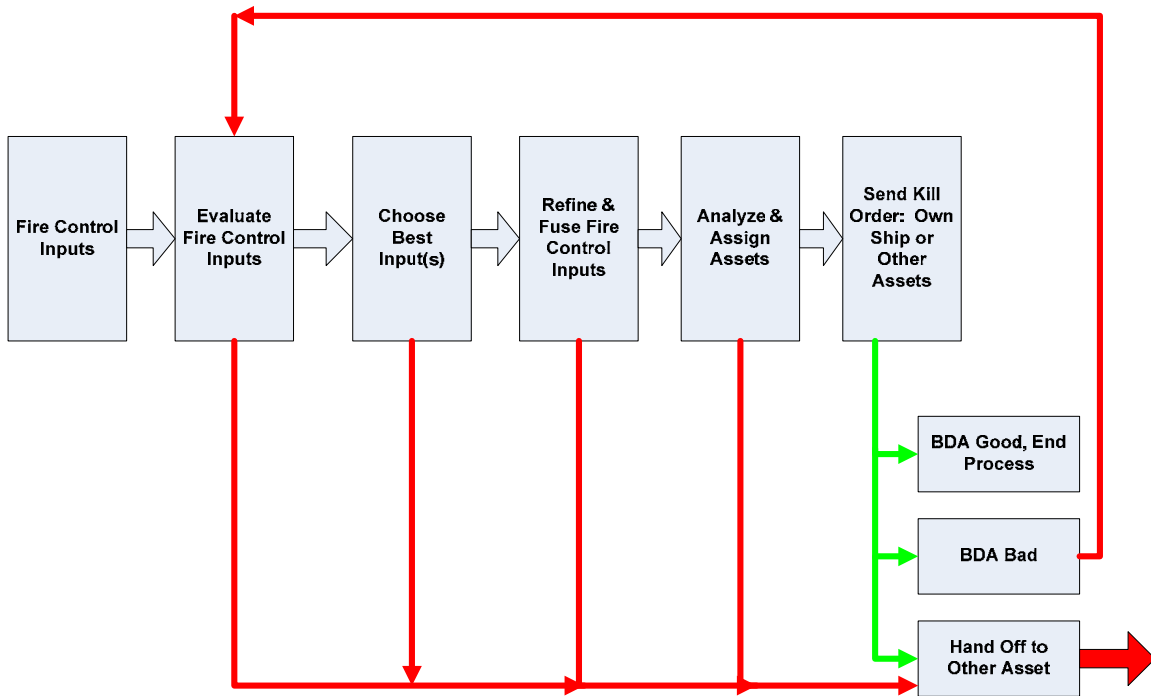 Fire Control
Inputs
Evaluate
Fire Control
Inputs
Choose
Best
Input(s)
Refine &
Fuse Fire
Control
Inputs
Analyze &
Assign
Assets
Send Kill
Order:  Own
Ship or
Other
Assets
BDA Good, End
Process
BDA Bad
Hand Off to
Other Asset